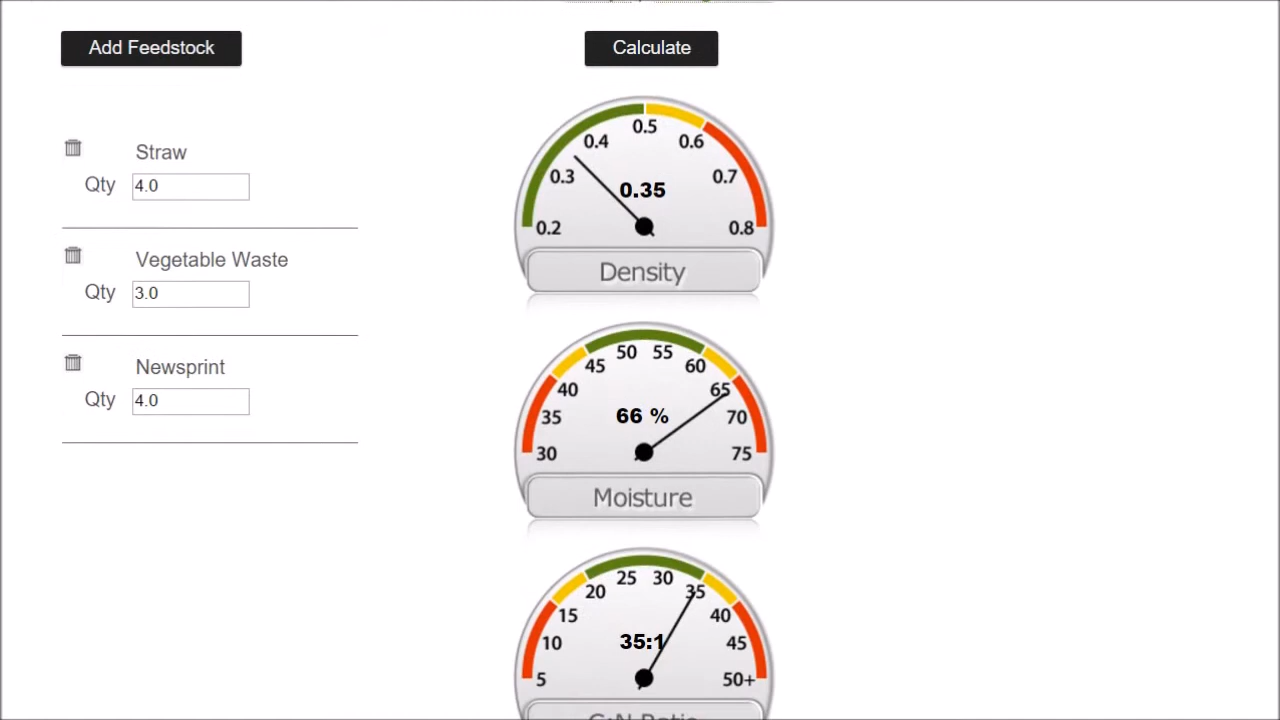 Add Feedstock
Calculate
Straw
Qty 4.0
Vegetable Waste
Qty 3.0
Newsprint
Qty 4.0
0.2 0.3 0.4 0.5 0.6 0.7 0.8
0.35
Density
30 35 40 45 50 55 60 65 70 75
66 %
Moisture
5 10 15 20 25 30 35 40 45 50+
35:1
C:N Ratio